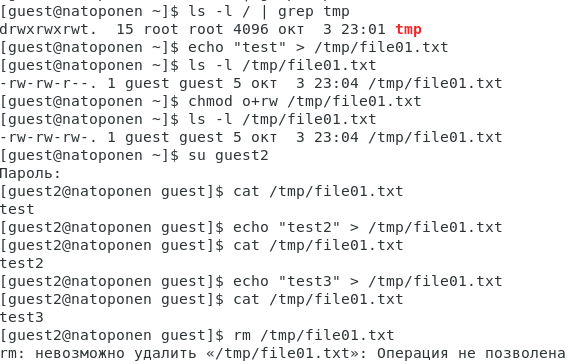 [guest@natoponen ~]$ ls -l / | grep tmp
drwxrwxrwt.  15 root root 4096 окт  3 23:01 tmp
[guest@natoponen ~]$ echo "test" > /tmp/file01.txt
[guest@natoponen ~]$ ls -l /tmp/file01.txt
-rw-rw-r--. 1 guest guest 5 окт  3 23:04 /tmp/file01.txt
[guest@natoponen ~]$ chmod o+rw /tmp/file01.txt
[guest@natoponen ~]$ ls -l /tmp/file01.txt
-rw-rw-rw-. 1 guest guest 5 окт  3 23:04 /tmp/file01.txt
[guest@natoponen ~]$ su guest2
Пароль:
[guest2@natoponen guest]$ cat /tmp/file01.txt
test
[guest2@natoponen guest]$ echo "test2" > /tmp/file01.txt
[guest2@natoponen guest]$ cat /tmp/file01.txt
test2
[guest2@natoponen guest]$ echo "test3" > /tmp/file01.txt
[guest2@natoponen guest]$ cat /tmp/file01.txt
test3
[guest2@natoponen guest]$ rm /tmp/file01.txt
rm: невозможно удалить «/tmp/file01.txt»: Операция не позволена